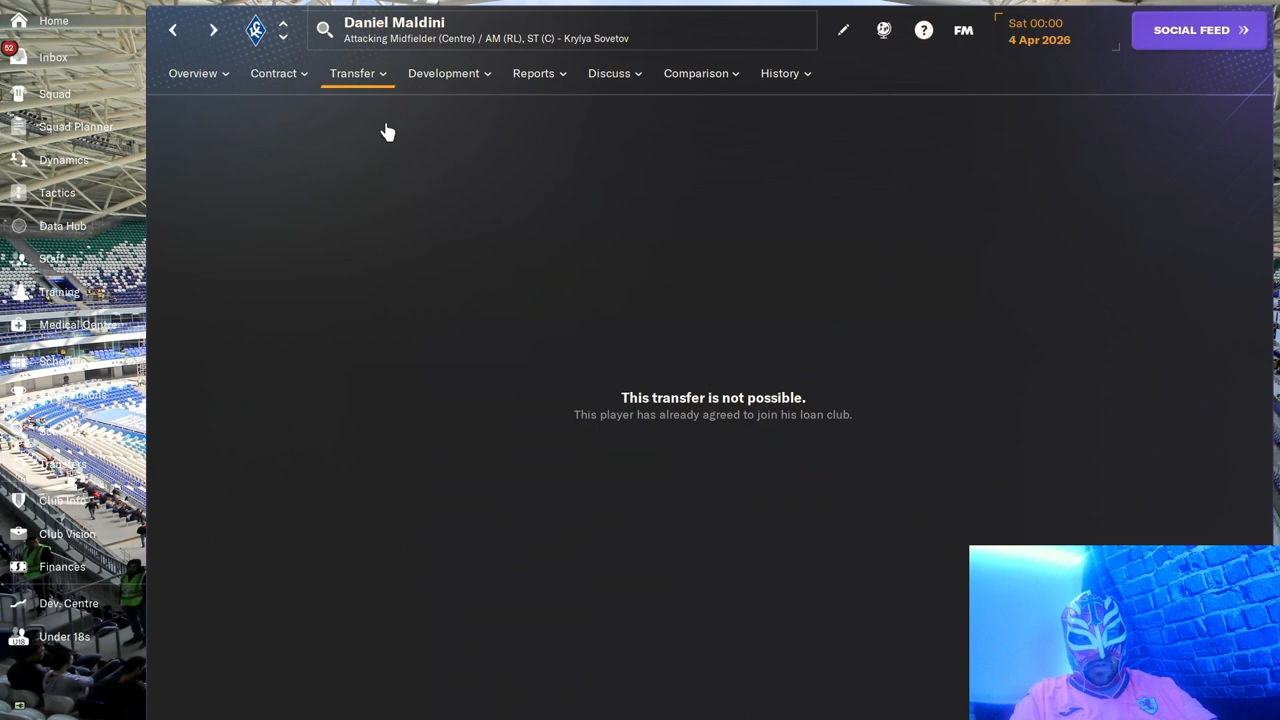 Home
Daniel Maldini
Attacking Midfielder (Centre) / AM (RL), ST (C) - Krylya Sovetov
FM
Sat 00:00
4 Apr 2026
SOCIAL FEED
52
Inbox
Overview
Contract
Transfer
Development
Reports
Discuss
Comparison
History
Squad
Squad Planner
Dynamics
Tactics
Data Hub
Staff
Training
Medical Centre
Schedule
This transfer is not possible.
This player has already agreed to join his loan club.
Transfers
Club Info
Club Vision
Finances
Dev. Centre
U18
Under 18s